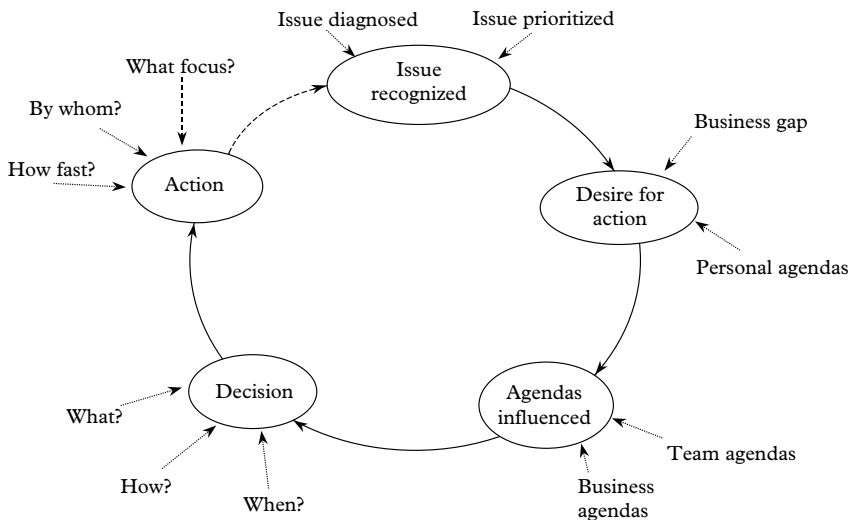 Issue diagnosed
Issue prioritized
What focus?
Issue
recognized
By whom?
Business gap
How fast?
Action
Desire for
action
Personal agendas
Decision
Agendas
influenced
What?
Team agendas
How?
When?
Business
agendas